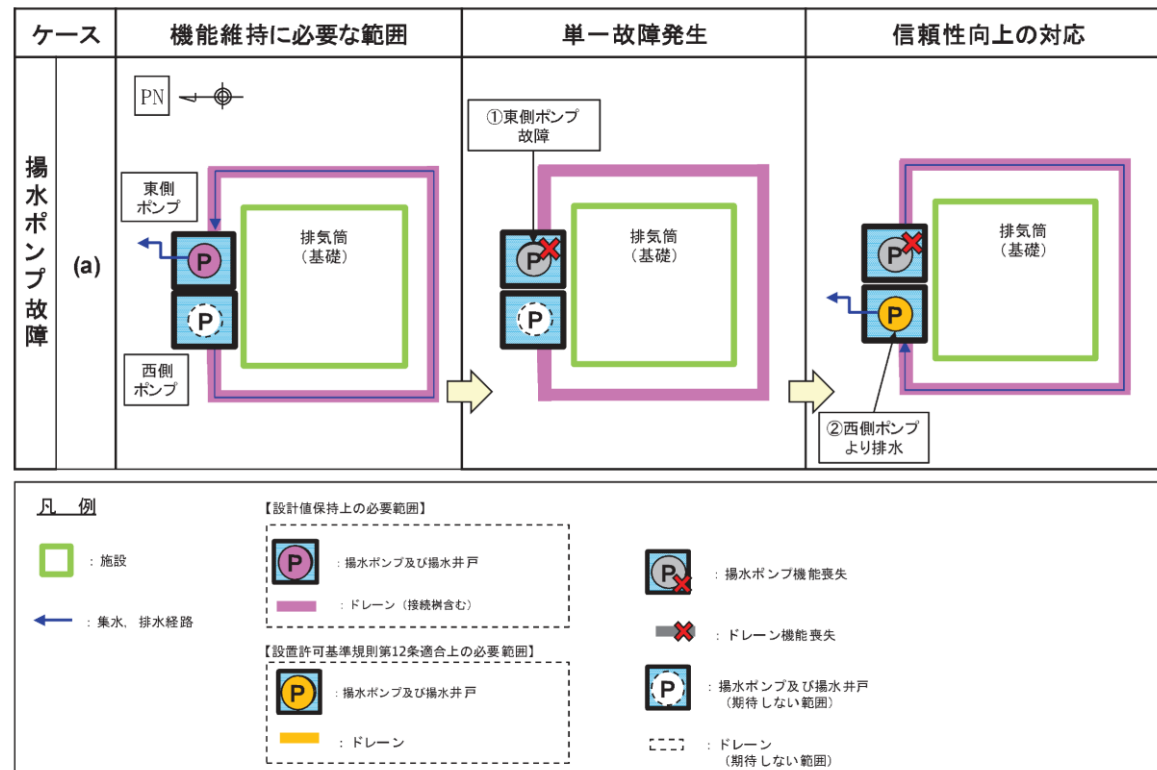 ケース
機能維持に必要な範囲
単一故障発生
信頼性向上の対応
揚水ポンプ故障
(a)
PN
東側
ポンプ
P
P
西側
ポンプ
排気筒
(基礎)
①東側ポンプ
故障
P
P
排気筒
(基礎)
P
P
排気筒
(基礎)
②西側ポンプ
より排水
凡 例
：施設
：集水，排水経路
【設計値保持上の必要範囲】
P
：揚水ポンプ及び揚水井戸
：ドレーン（接続桝含む）
【設置許可基準規則第12条適合上の必要範囲】
P
：揚水ポンプ及び揚水井戸
：ドレーン
P
：揚水ポンプ機能喪失
：ドレーン機能喪失
P
：揚水ポンプ及び揚水井戸
（期待しない範囲）
：ドレーン
（期待しない範囲）